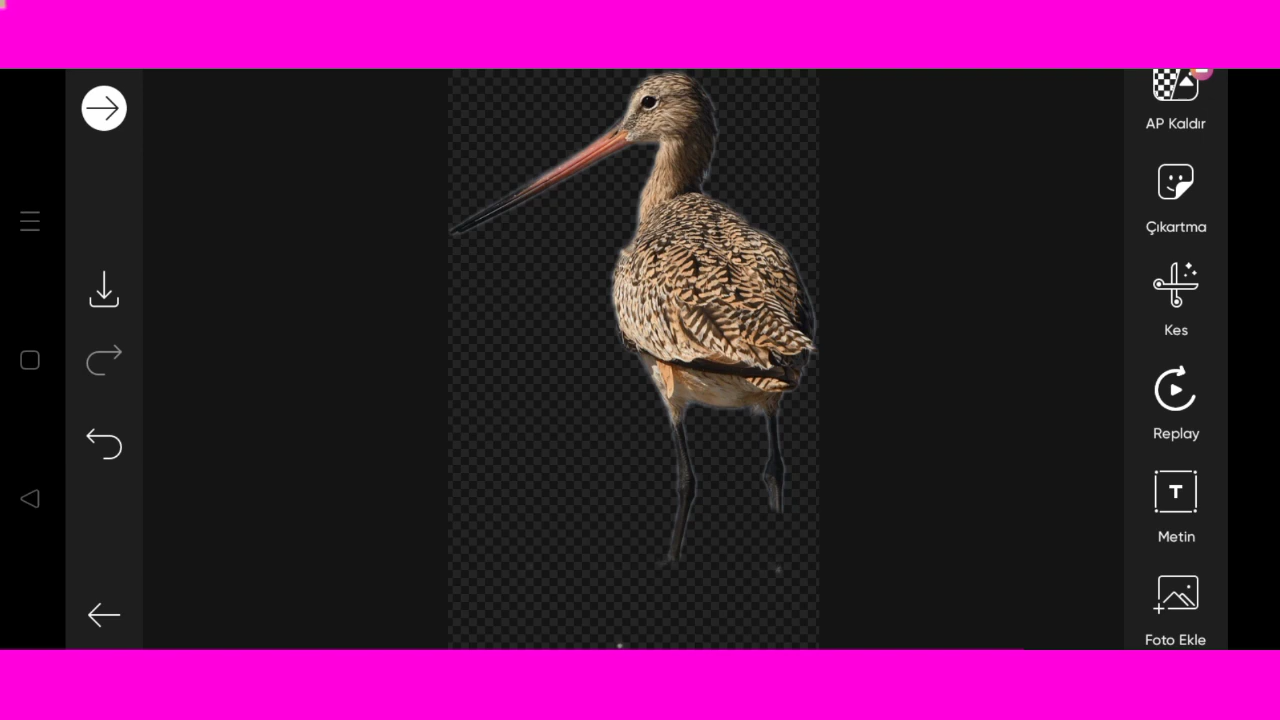 AP Kaldır
Çıkartma
Kes
Replay
T
Metin
Foto Ekle